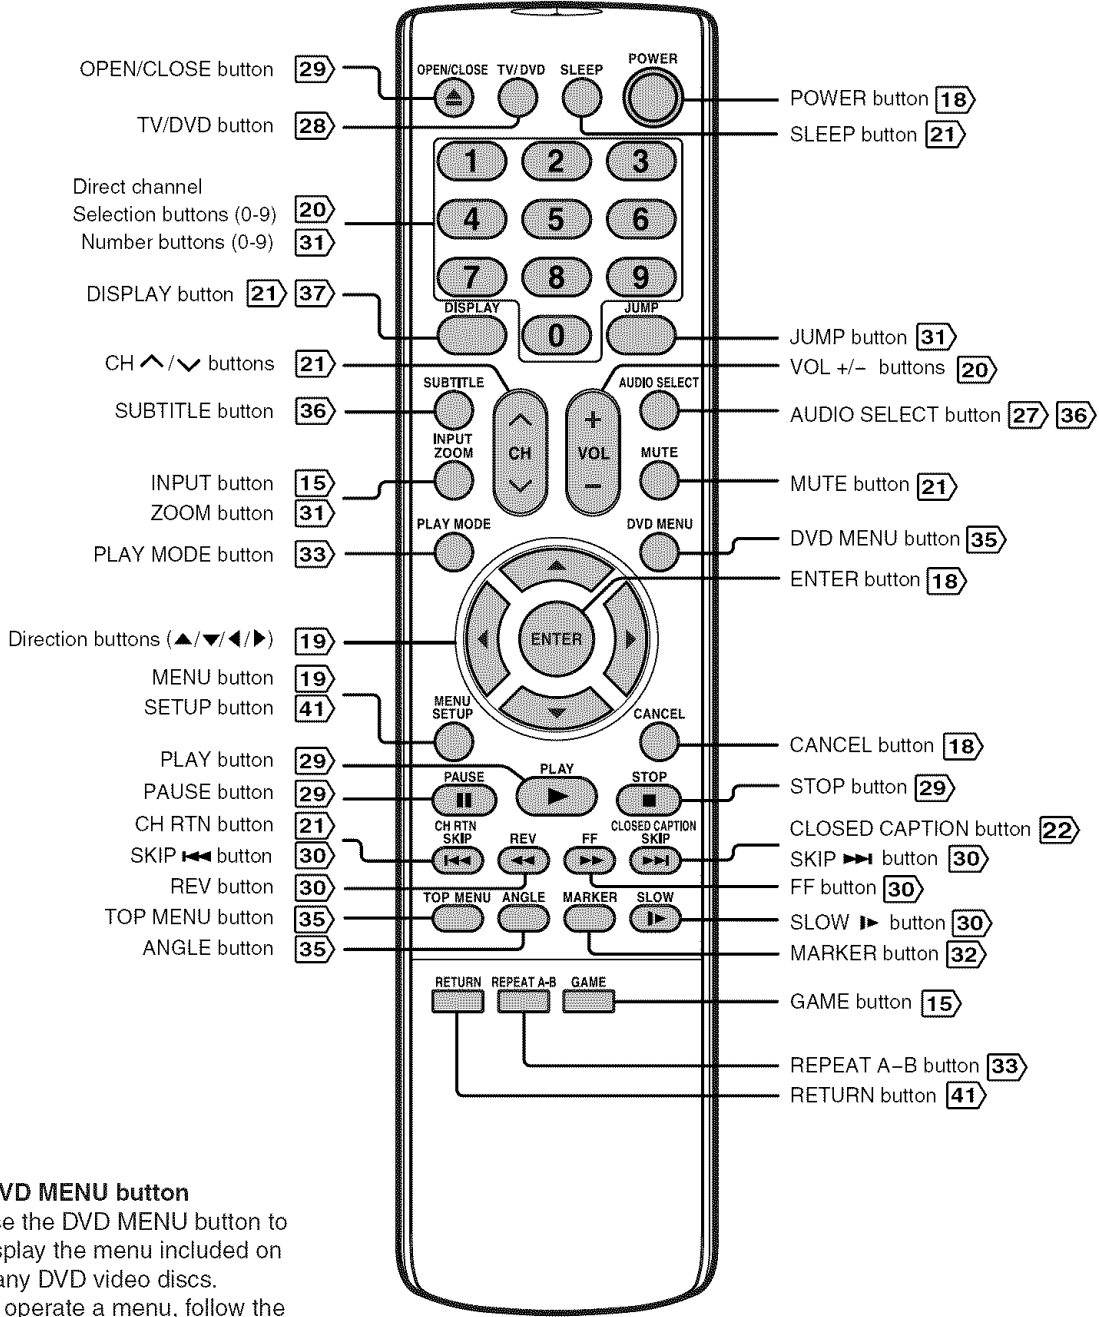 OPEN/CLOSE button 29
TV/DVD button 28
Direct channel
Selection buttons (0-9) 20
Number buttons (0-9) 31
DISPLAY button 21 37
CH ∧/∨ buttons 21
SUBTITLE button 36
INPUT button 15
ZOOM button 31
PLAY MODE button 33
Direction buttons (▲/▼/◀/▶) 19
MENU button 19
SETUP button 41
PLAY button 29
PAUSE button 29
CH RTN button 21
SKIP ⏮ button 30
REV button 30
TOP MENU button 35
ANGLE button 35
OPEN/CLOSE TV/DVD SLEEP POWER
1 2 3
4 5 6
7 8 9
DISPLAY 0 JUMP
SUBTITLE AUDIO SELECT
INPUT
ZOOM CH + VOL − MUTE
PLAY MODE DVD MENU
ENTER
MENU
SETUP CANCEL
PAUSE PLAY STOP
CH RTN CLOSED CAPTION
SKIP REV FF SKIP
TOP MENU ANGLE MARKER SLOW
RETURN REPEAT A-B GAME
POWER button 18
SLEEP button 21
JUMP button 31
VOL +/− buttons 20
AUDIO SELECT button 27 36
MUTE button 21
DVD MENU button 35
ENTER button 18
CANCEL button 18
STOP button 29
CLOSED CAPTION button 22
SKIP ⏭ button 30
FF button 30
SLOW I▶ button 30
MARKER button 32
GAME button 15
REPEAT A−B button 33
RETURN button 41
VD MENU button
se the DVD MENU button to
splay the menu included on
any DVD video discs.
operate a menu, follow the